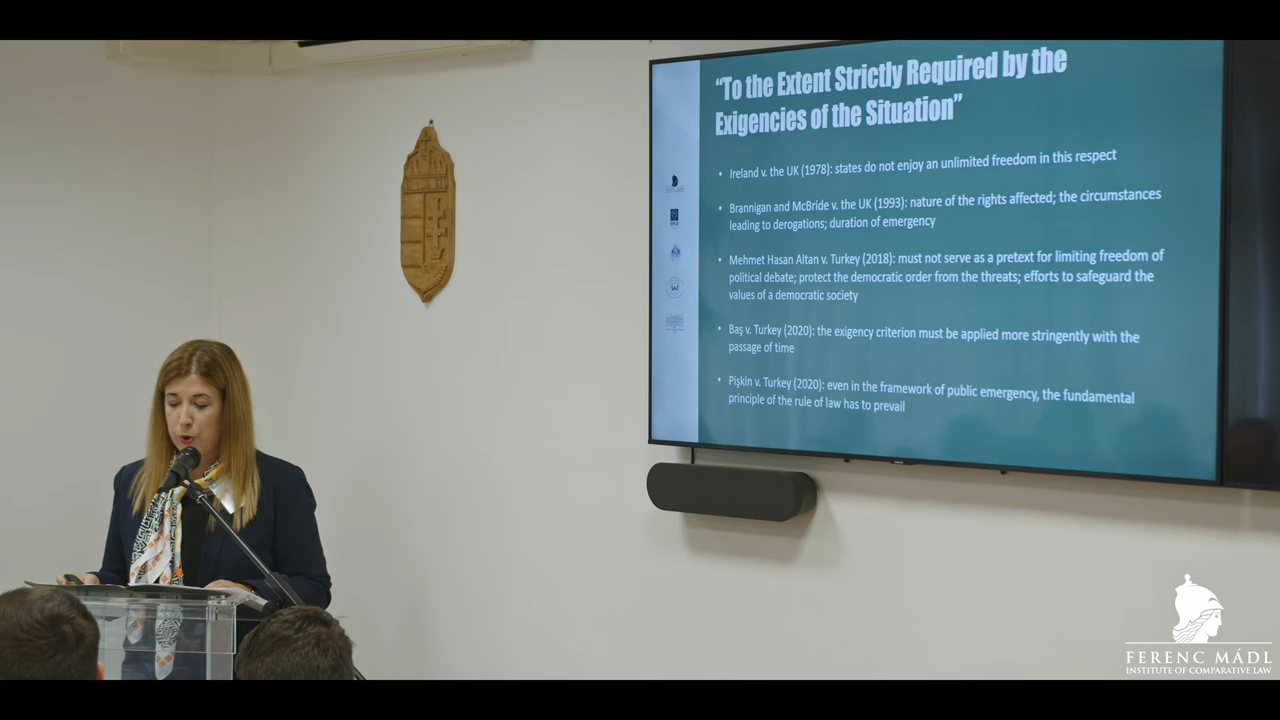 “To the Extent Strictly Required by the
Exigencies of the Situation”
• Ireland v. the UK (1978): states do not enjoy an unlimited freedom in this respect
• Brannigan and McBride v. the UK (1993): nature of the rights affected; the circumstances
leading to derogations; duration of emergency
• Mehmet Hasan Altan v. Turkey (2018): must not serve as a pretext for limiting freedom of
political debate; protect the democratic order from the threats; efforts to safeguard the
values of a democratic society
• Baş v. Turkey (2020): the exigency criterion must be applied more stringently with the
passage of time
• Pişkin v. Turkey (2020): even in the framework of public emergency, the fundamental
principle of the rule of law has to prevail
FERENC MÁDL
INSTITUTE OF COMPARATIVE LAW